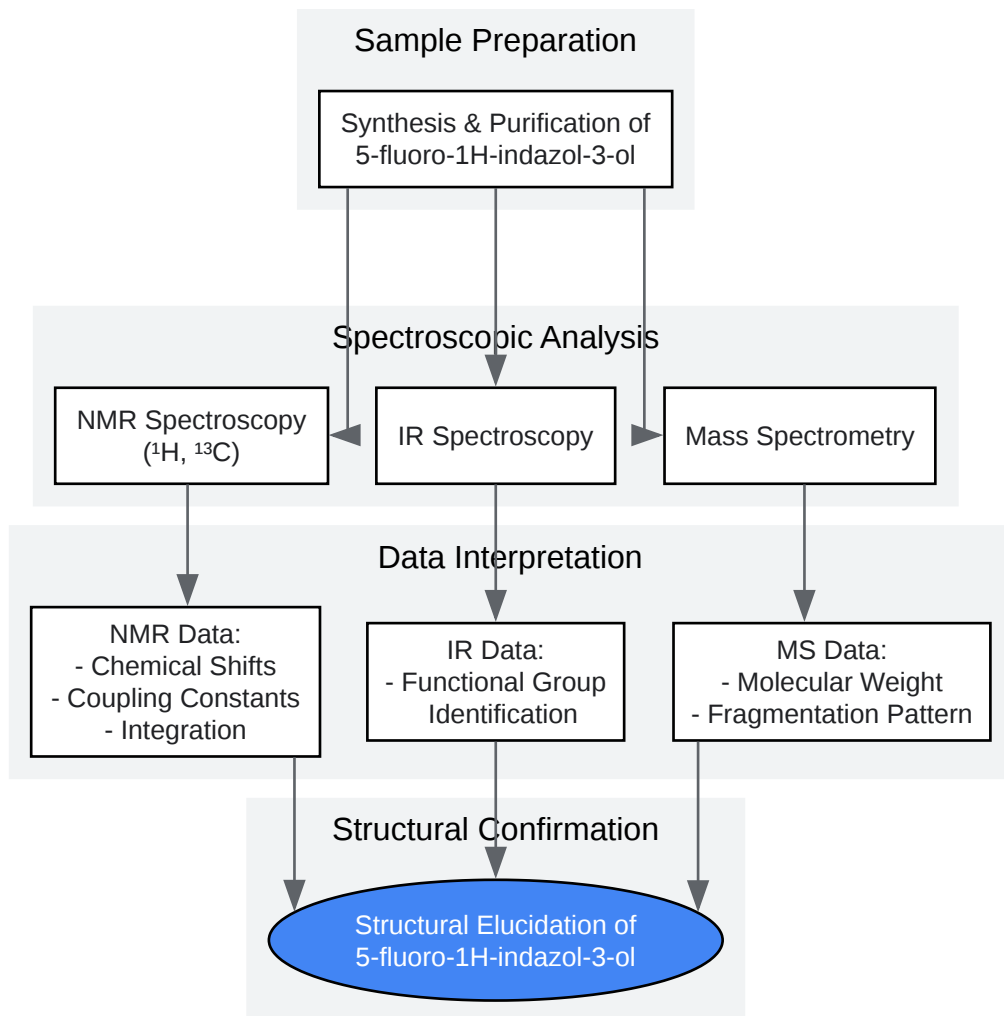 Sample Preparation
Synthesis & Purification of
5-fluoro-1H-indazol-3-ol
Spectroscopic Analysis
NMR Spectroscopy
(¹H, ¹³C)
IR Spectroscopy
Mass Spectrometry
Data Interpretation
NMR Data:
- Chemical Shifts
- Coupling Constants
- Integration
IR Data:
- Functional Group
Identification
MS Data:
- Molecular Weight
- Fragmentation Pattern
Structural Confirmation
Structural Elucidation of
5-fluoro-1H-indazol-3-ol